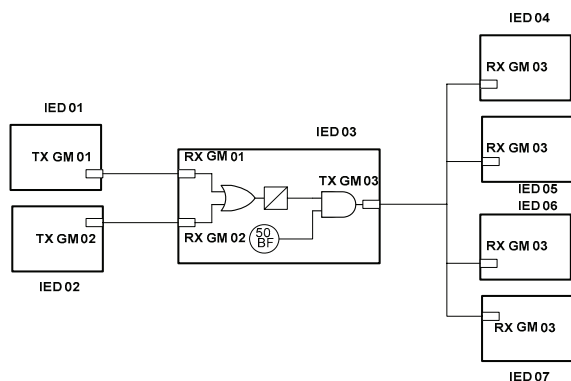 IED 04
RX GM 03
IED 01
TX GM 01
IED 03
RX GM 01
TX GM 03
RX GM 03
IED 05
IED 06
TX GM 02
RX GM 02
50
BF
RX GM 03
IED 02
RX GM 03
IED 07